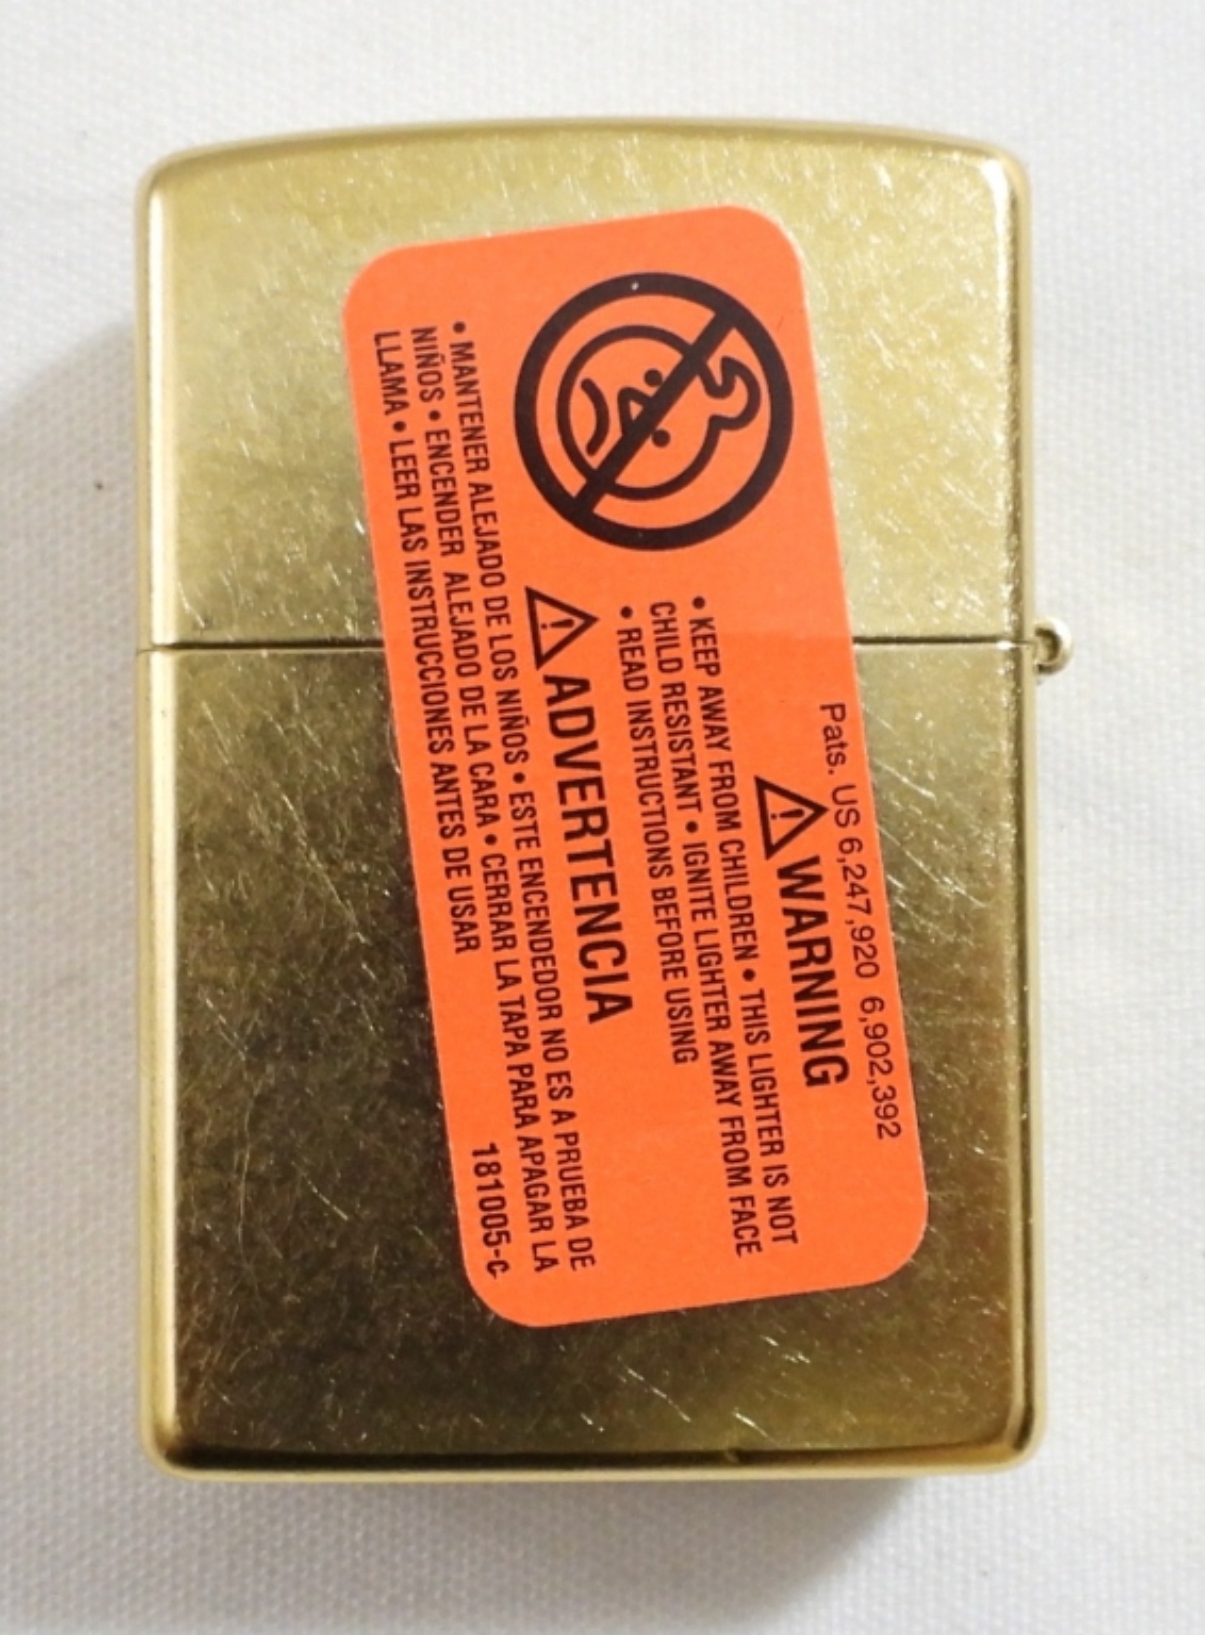 Pats. US 6,247,920 6,902,392
WARNING
• KEEP AWAY FROM CHILDREN • THIS LIGHTER IS NOT
CHILD RESISTANT • IGNITE LIGHTER AWAY FROM FACE
• READ INSTRUCTIONS BEFORE USING
ADVERTENCIA
• MANTENER ALEJADO DE LOS NIÑOS • ESTE ENCENDEDOR NO ES A PRUEBA DE
NIÑOS • ENCENDER ALEJADO DE LA CARA • CERRAR LA TAPA PARA APAGAR LA
LLAMA • LEER LAS INSTRUCCIONES ANTES DE USAR
181005-c